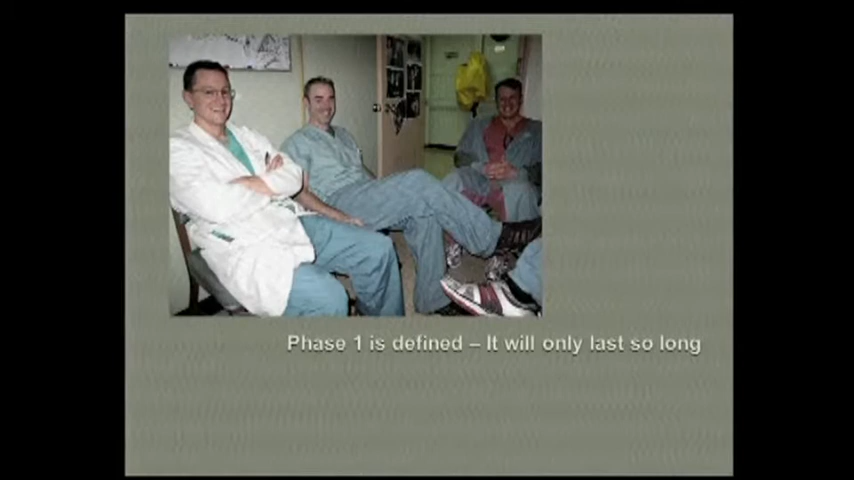 Phase 1 is defined – It will only last so long